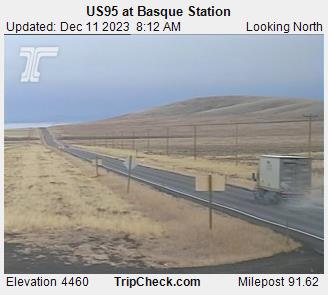 US95 at Basque Station
Updated: Dec 11 2023 8:12 AM Looking North
Elevation 4460 TripCheck.com Milepost 91.62